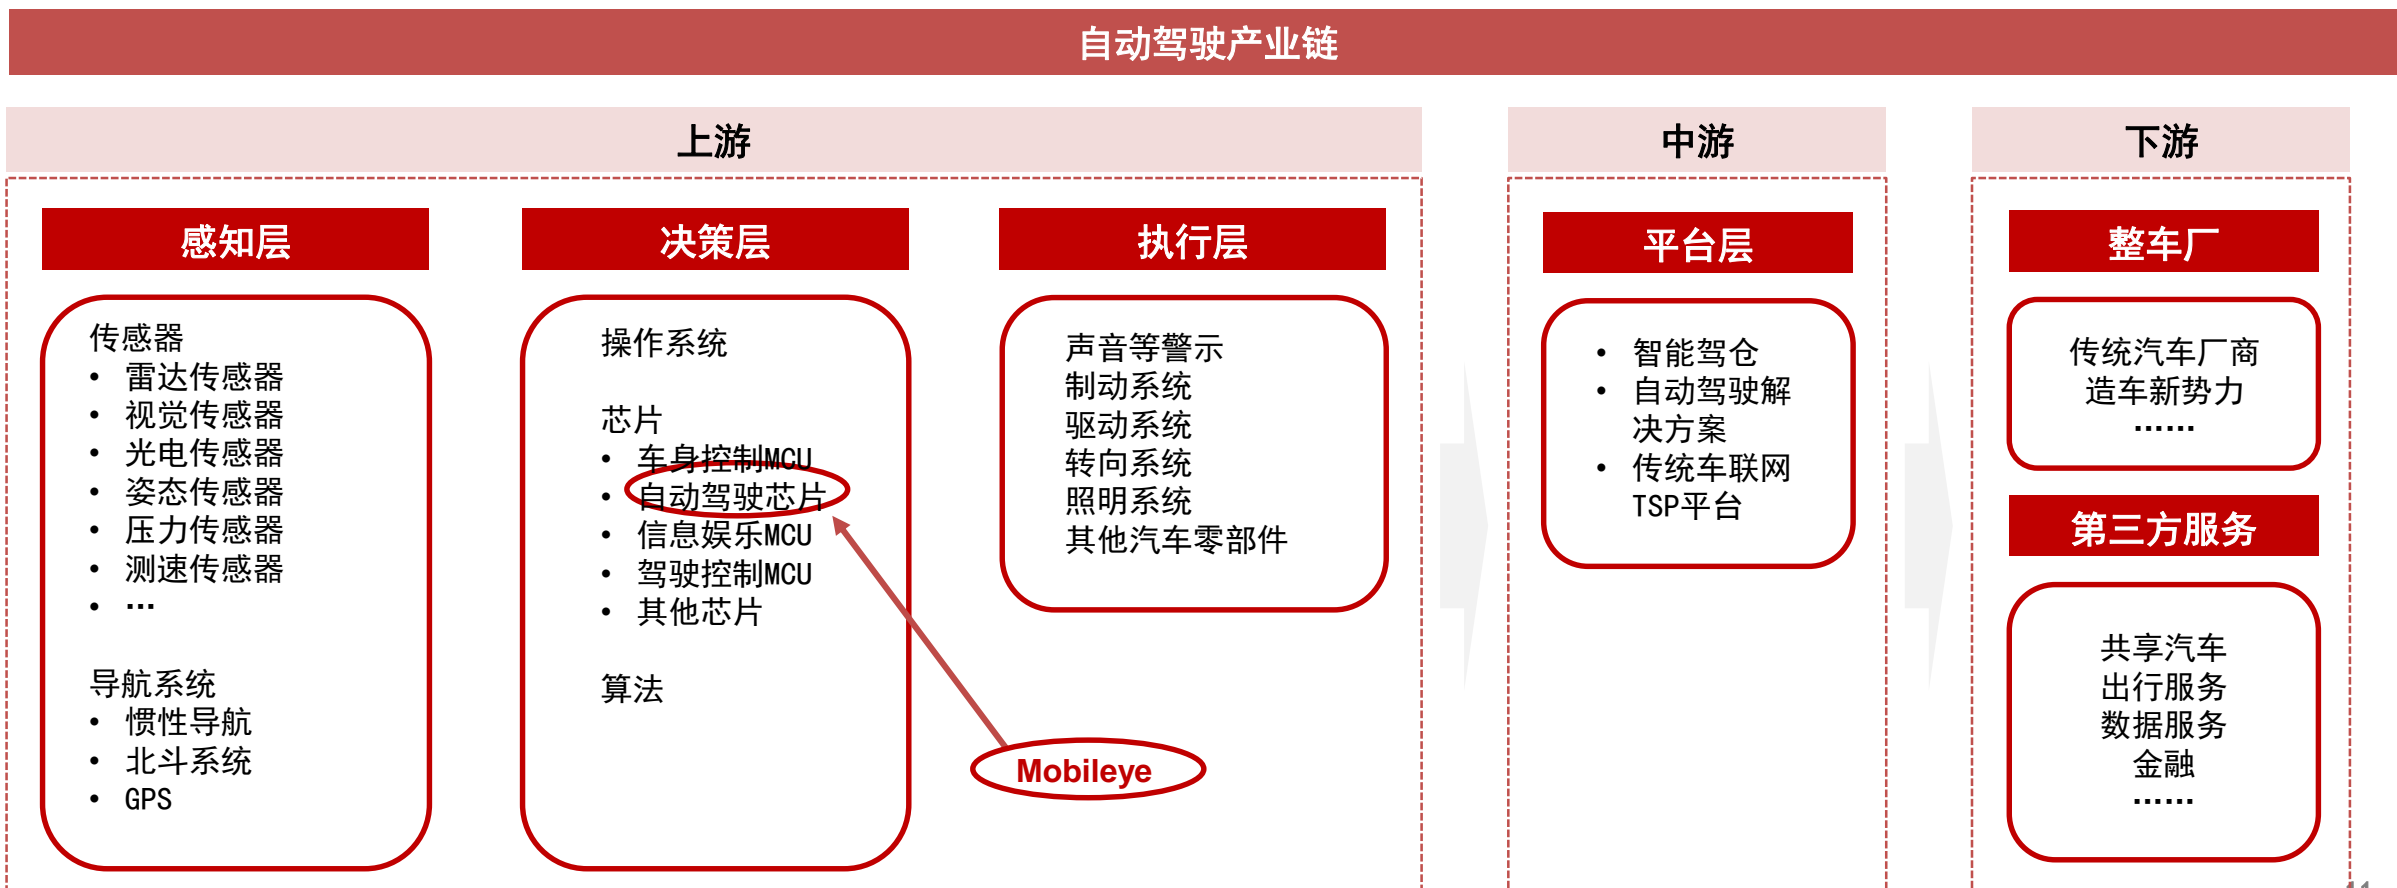 自动驾驶产业链
上游
中游
下游
感知层
传感器
• 雷达传感器
• 视觉传感器
• 光电传感器
• 姿态传感器
• 压力传感器
• 测速传感器
• …
导航系统
• 惯性导航
• 北斗系统
• GPS
决策层
操作系统
芯片
• 车身控制MCU
• 自动驾驶芯片
• 信息娱乐MCU
• 驾驶控制MCU
• 其他芯片
算法
执行层
声音等警示
制动系统
驱动系统
转向系统
照明系统
其他汽车零部件
Mobileye
平台层
• 智能驾仓
• 自动驾驶解
决方案
• 传统车联网
TSP平台
整车厂
传统汽车厂商
造车新势力
……
第三方服务
共享汽车
出行服务
数据服务
金融
……